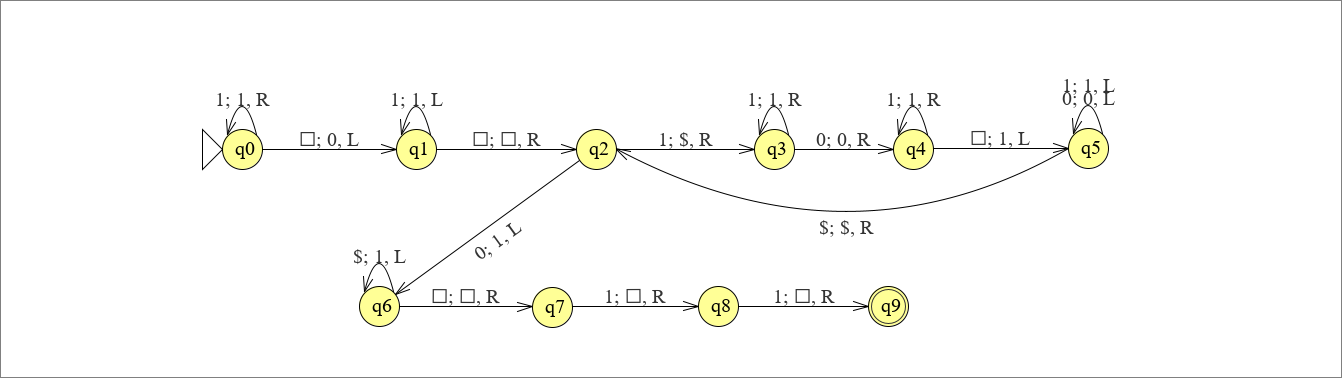 1; 1, R
1; 1, L
1; 1, R
1; 1, R
1; 1, L
0; 0, L
q0
□; 0, L
q1
□; □, R
q2
1; $, R
q3
0; 0, R
q4
□; 1, L
q5
$; $, R
0; 1, L
$; 1, L
q6
□; □, R
q7
1; □, R
q8
1; □, R
q9